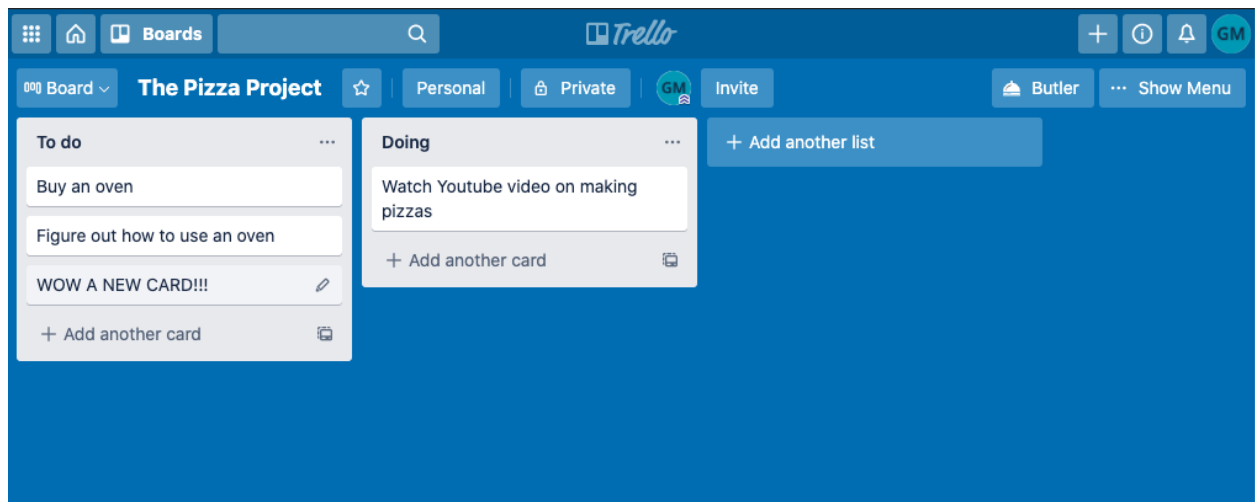 Boards
Trello
GM
Board
The Pizza Project
Personal
Private
GM
Invite
Butler
Show Menu
To do
Buy an oven
Figure out how to use an oven
WOW A NEW CARD!!!
+ Add another card
Doing
Watch Youtube video on making
pizzas
+ Add another card
+ Add another list